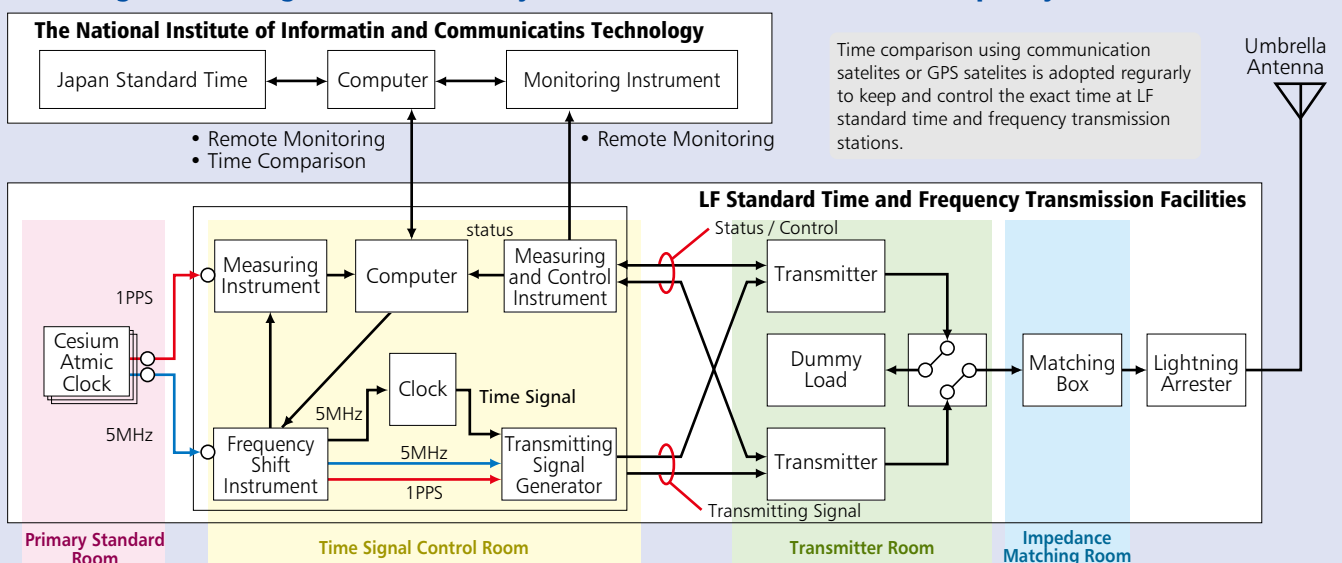 The National Institute of Informatin and Communicatins Technology
Japan Standard Time
Computer
Monitoring Instrument
Time comparison using communication
satelites or GPS satelites is adopted regurarly
to keep and control the exact time at LF
standard time and frequency transmission
stations.
Umbrella
Antenna
• Remote Monitoring
• Time Comparison
• Remote Monitoring
LF Standard Time and Frequency Transmission Facilities
status
Status / Control
Measuring
Instrument
Computer
Measuring
and Control
Instrument
Transmitter
1PPS
Cesium
Atmic
Clock
5MHz
Clock
5MHz
Time Signal
Dummy
Load
Matching
Box
Lightning
Arrester
Frequency
Shift
Instrument
5MHz
1PPS
Transmitting
Signal
Generator
Transmitter
Transmitting Signal
Primary Standard
Room
Time Signal Control Room
Transmitter Room
Impedance
Matching Room